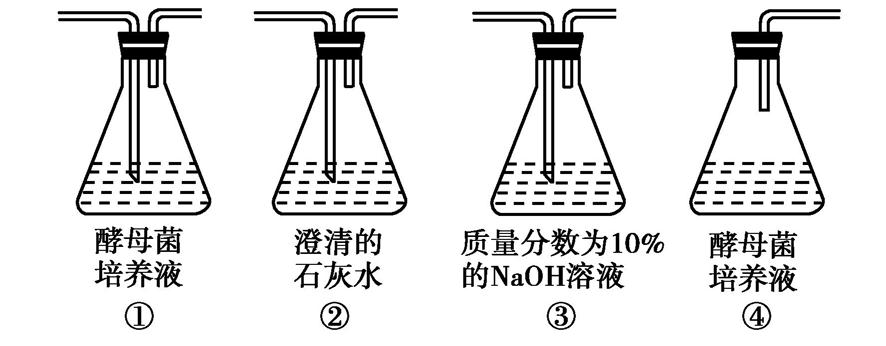 酵母菌
培养液
①
澄清的
石灰水
②
质量分数为10%
的NaOH溶液
③
酵母菌
培养液
④